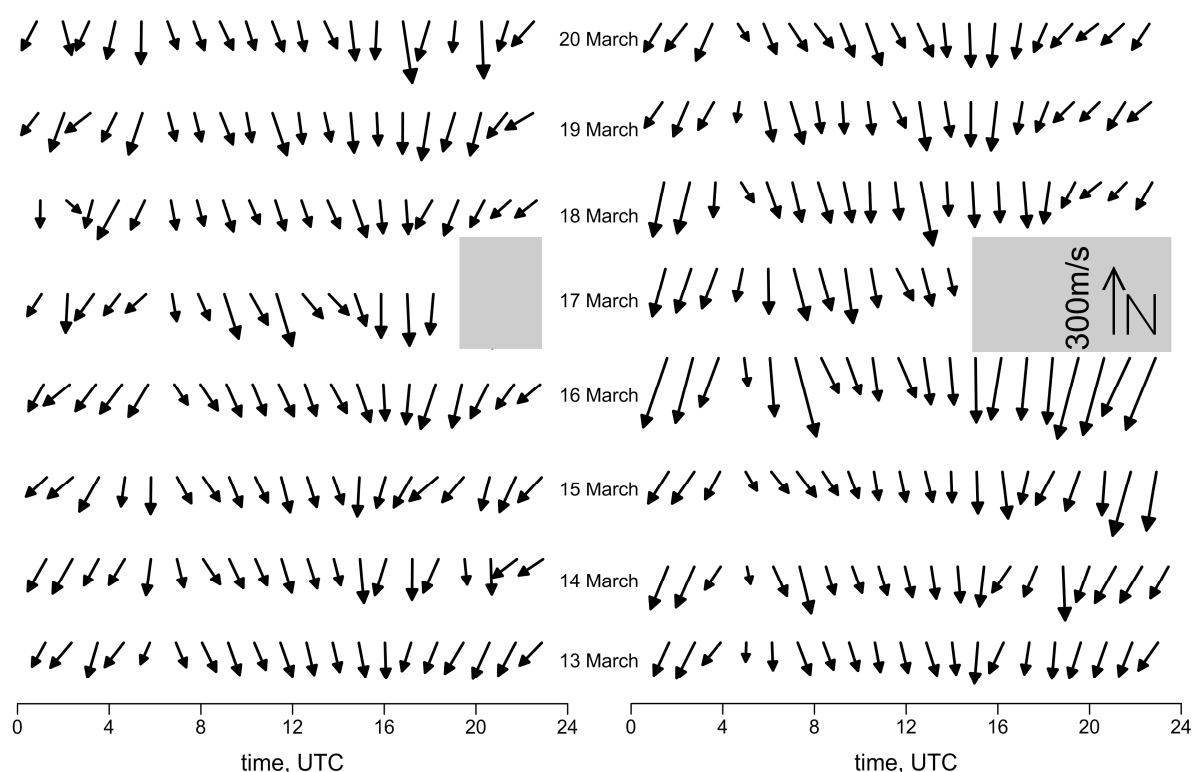 20 March
19 March
18 March
17 March
300m/s
N
16 March
15 March
14 March
13 March
0 4 8 12 16 20 24 0 4 8 12 16 20 24
time, UTC time, UTC